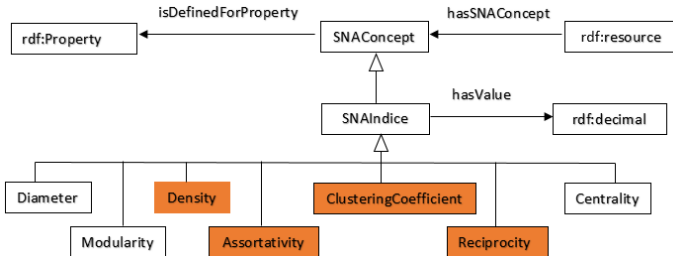 isDefinedForProperty
hasSNAConcept
rdf:Property
SNAConcept
rdf:resource
hasValue
SNAIndice
rdf:decimal
Diameter
Density
ClusteringCoefficient
Centrality
Modularity
Assortativity
Reciprocity